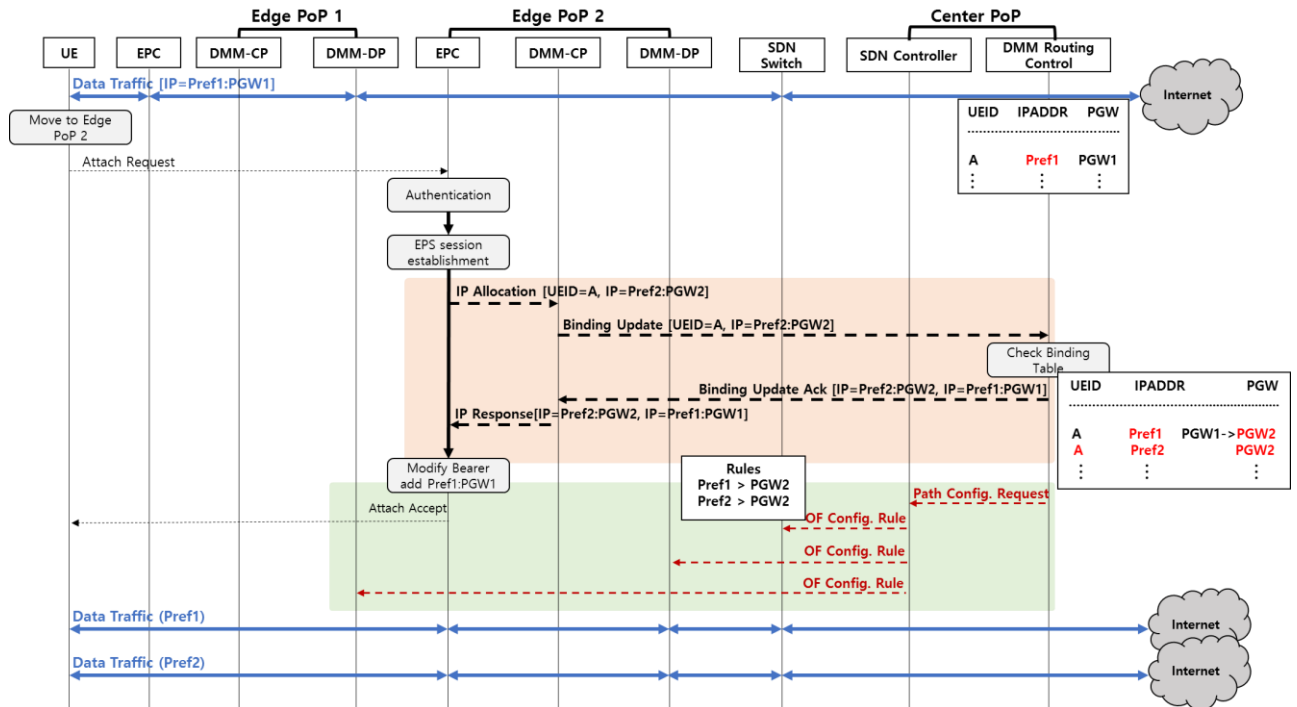 Edge PoP 1
Edge PoP 2
Center PoP
UE
EPC
DMM-CP
DMM-DP
EPC
DMM-CP
DMM-DP
SDN
Switch
SDN Controller
DMM Routing
Control
Data Traffic [IP=Pref1:PGW1]
Internet
Move to Edge
PoP 2
UEID IPADDR PGW
A Pref1 PGW1
⋮ ⋮ ⋮
Attach Request
Authentication
EPS session
establishment
IP Allocation [UEID=A, IP=Pref2:PGW2]
Binding Update [UEID=A, IP=Pref2:PGW2]
Check Binding
Table
Binding Update Ack [IP=Pref2:PGW2, IP=Pref1:PGW1]
IP Response[IP=Pref2:PGW2, IP=Pref1:PGW1]
UEID IPADDR PGW
A Pref1 PGW1->PGW2
A Pref2 PGW2
⋮ ⋮ ⋮
Modify Bearer
add Pref1:PGW1
Rules
Pref1 > PGW2
Pref2 > PGW2
Path Config. Request
Attach Accept
OF Config. Rule
OF Config. Rule
OF Config. Rule
Data Traffic (Pref1)
Internet
Data Traffic (Pref2)
Internet